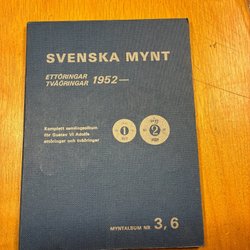 SVENSKA MYNT
ETTÖRINGAR
TVÅÖRINGAR 1952—
Komplett samlingsalbum
för Gustav VI Adolfs
ettöringar och tvåöringar
1
2
MYNTALBUM NR 3,6